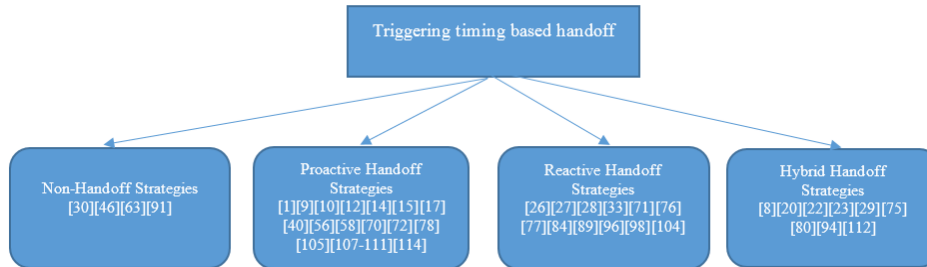 Triggering timing based handoff
Non-Handoff Strategies
[30][46][63][91]
Proactive Handoff
Strategies
[1][9][10][12][14][15][17]
[40][56][58][70][72][78]
[105][107-111][114]
Reactive Handoff
Strategies
[26][27][28][33][71][76]
[77][84][89][96][98][104]
Hybrid Handoff
Strategies
[8][20][22][23][29][75]
[80][94][112]